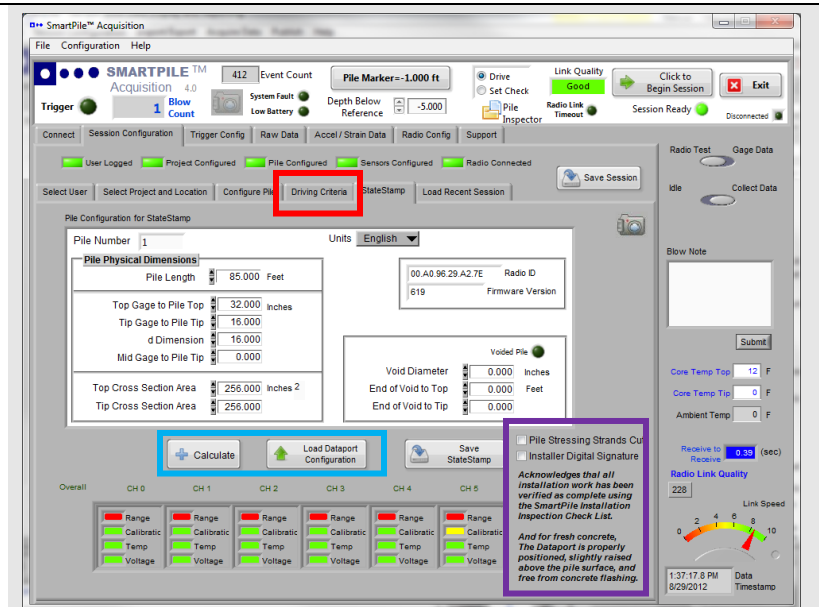 SmartPile™ Acquisition
File Configuration Help
SMARTPILE TM
Acquisition 4.0
412 Event Count
Pile Marker=-1.000 ft
Drive
Set Check
Link Quality
Good
Click to
Begin Session
Exit
Trigger
1 Blow
Count
System Fault
Low Battery
Depth Below
Reference
-5.000
Pile
Inspector
Radio Link
Timeout
Session Ready
Disconnected
Connect Session Configuration Trigger Config Raw Data Accel / Strain Data Radio Config Support
User Logged Project Configured Pile Configured Sensors Configured Radio Connected
Save Session
Select User Select Project and Location Configure Pile Driving Criteria StateStamp Load Recent Session
Pile Configuration for StateStamp
Pile Number 1
Units English
Pile Physical Dimensions
Pile Length 85.000 Feet
Top Gage to Pile Top 32.000 Inches
Tip Gage to Pile Tip 16.000
d Dimension 16.000
Mid Gage to Pile Tip 0.000
Top Cross Section Area 256.000 Inches 2
Tip Cross Section Area 256.000
00.A0.96.29.A2.7E Radio ID
619 Firmware Version
Voided Pile
Void Diameter 0.000 Inches
End of Void to Top 0.000 Feet
End of Void to Tip 0.000
Calculate
Load Dataport
Configuration
Save
StateStamp
Pile Stressing Strands Cut
Installer Digital Signature
Acknowledges thal all
installation work has been
verified as complete using
the SmartPile Installation
Inspection Check List.
And for fresh concrete,
The Dataport is properly
positioned, slightly raised
above the pile surface, and
free from concrete flashing.
Overall CH 0 CH 1 CH 2 CH 3 CH 4 CH 5
Range Range Range Range Range Range
Calibratic Calibratic Calibratic Calibratic Calibratic Calibratic
Temp Temp Temp Temp Temp Temp
Voltage Voltage Voltage Voltage Voltage Voltage
Radio Test Gage Data
Idle Collect Data
Blow Note
Submit
Core Temp Top 12 F
Core Temp Tip 0 F
Ambient Temp 0 F
Receive to
Receive
0.39 (sec)
Radio Link Quality
228
Link Speed
0 2 4 6 8 10
1:37:17.8 PM
8/29/2012
Data
Timestamp